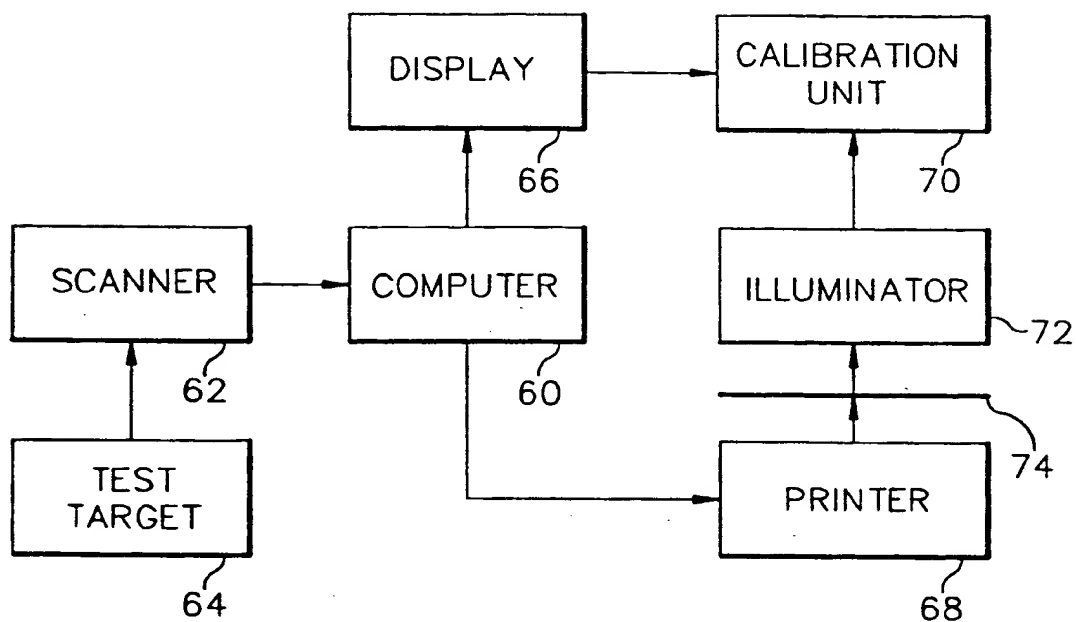 DISPLAY
66
CALIBRATION
UNIT
70
SCANNER
62
COMPUTER
60
ILLUMINATOR
72
74
TEST
TARGET
64
PRINTER
68